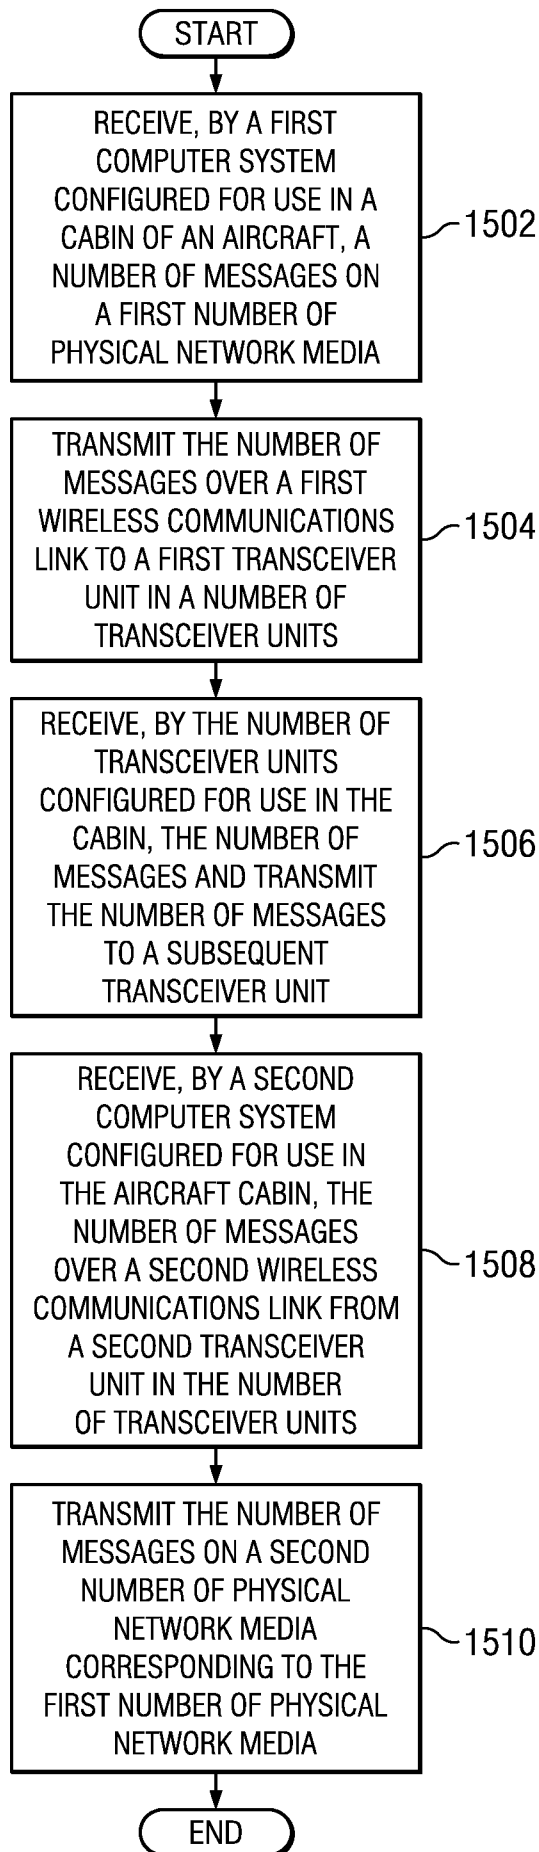 START
RECEIVE, BY A FIRST
COMPUTER SYSTEM
CONFIGURED FOR USE IN A
CABIN OF AN AIRCRAFT, A
NUMBER OF MESSAGES ON
A FIRST NUMBER OF
PHYSICAL NETWORK MEDIA
1502
TRANSMIT THE NUMBER OF
MESSAGES OVER A FIRST
WIRELESS COMMUNICATIONS
LINK TO A FIRST TRANSCEIVER
UNIT IN A NUMBER OF
TRANSCEIVER UNITS
1504
RECEIVE, BY THE NUMBER OF
TRANSCEIVER UNITS
CONFIGURED FOR USE IN THE
CABIN, THE NUMBER OF
MESSAGES AND TRANSMIT
THE NUMBER OF MESSAGES
TO A SUBSEQUENT
TRANSCEIVER UNIT
1506
RECEIVE, BY A SECOND
COMPUTER SYSTEM
CONFIGURED FOR USE IN
THE AIRCRAFT CABIN, THE
NUMBER OF MESSAGES
OVER A SECOND WIRELESS
COMMUNICATIONS LINK FROM
A SECOND TRANSCEIVER
UNIT IN THE NUMBER
OF TRANSCEIVER UNITS
1508
TRANSMIT THE NUMBER OF
MESSAGES ON A SECOND
NUMBER OF PHYSICAL
NETWORK MEDIA
CORRESPONDING TO THE
FIRST NUMBER OF PHYSICAL
NETWORK MEDIA
1510
END